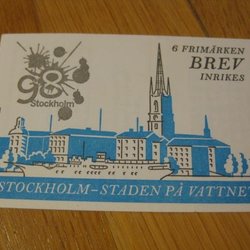 98
Stockholm
6 FRIMÄRKEN
BREV
INRIKES
STOCKHOLM–STADEN PÅ VATTNET